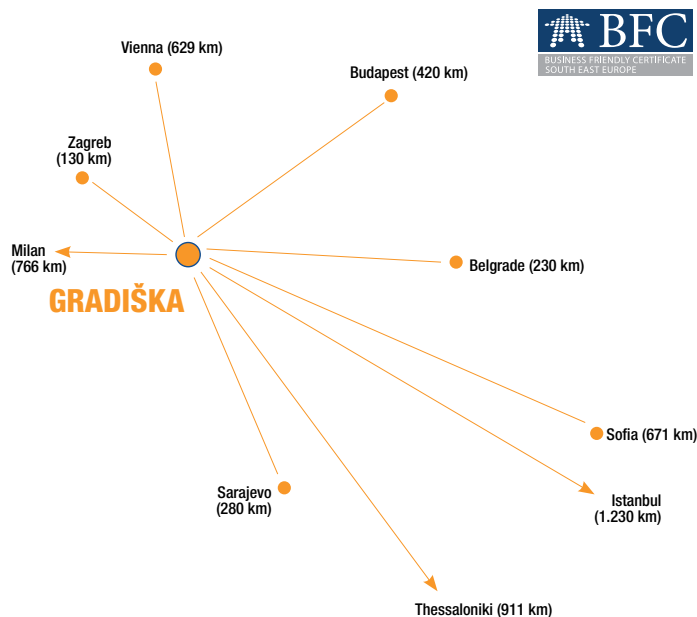 BFC
BUSINESS FRIENDLY CERTIFICATE
SOUTH EAST EUROPE
Vienna (629 km)
Budapest (420 km)
Zagreb
(130 km)
Milan
(766 km)
GRADIŠKA
Belgrade (230 km)
Sofia (671 km)
Sarajevo
(280 km)
Istanbul
(1.230 km)
Thessaloniki (911 km)